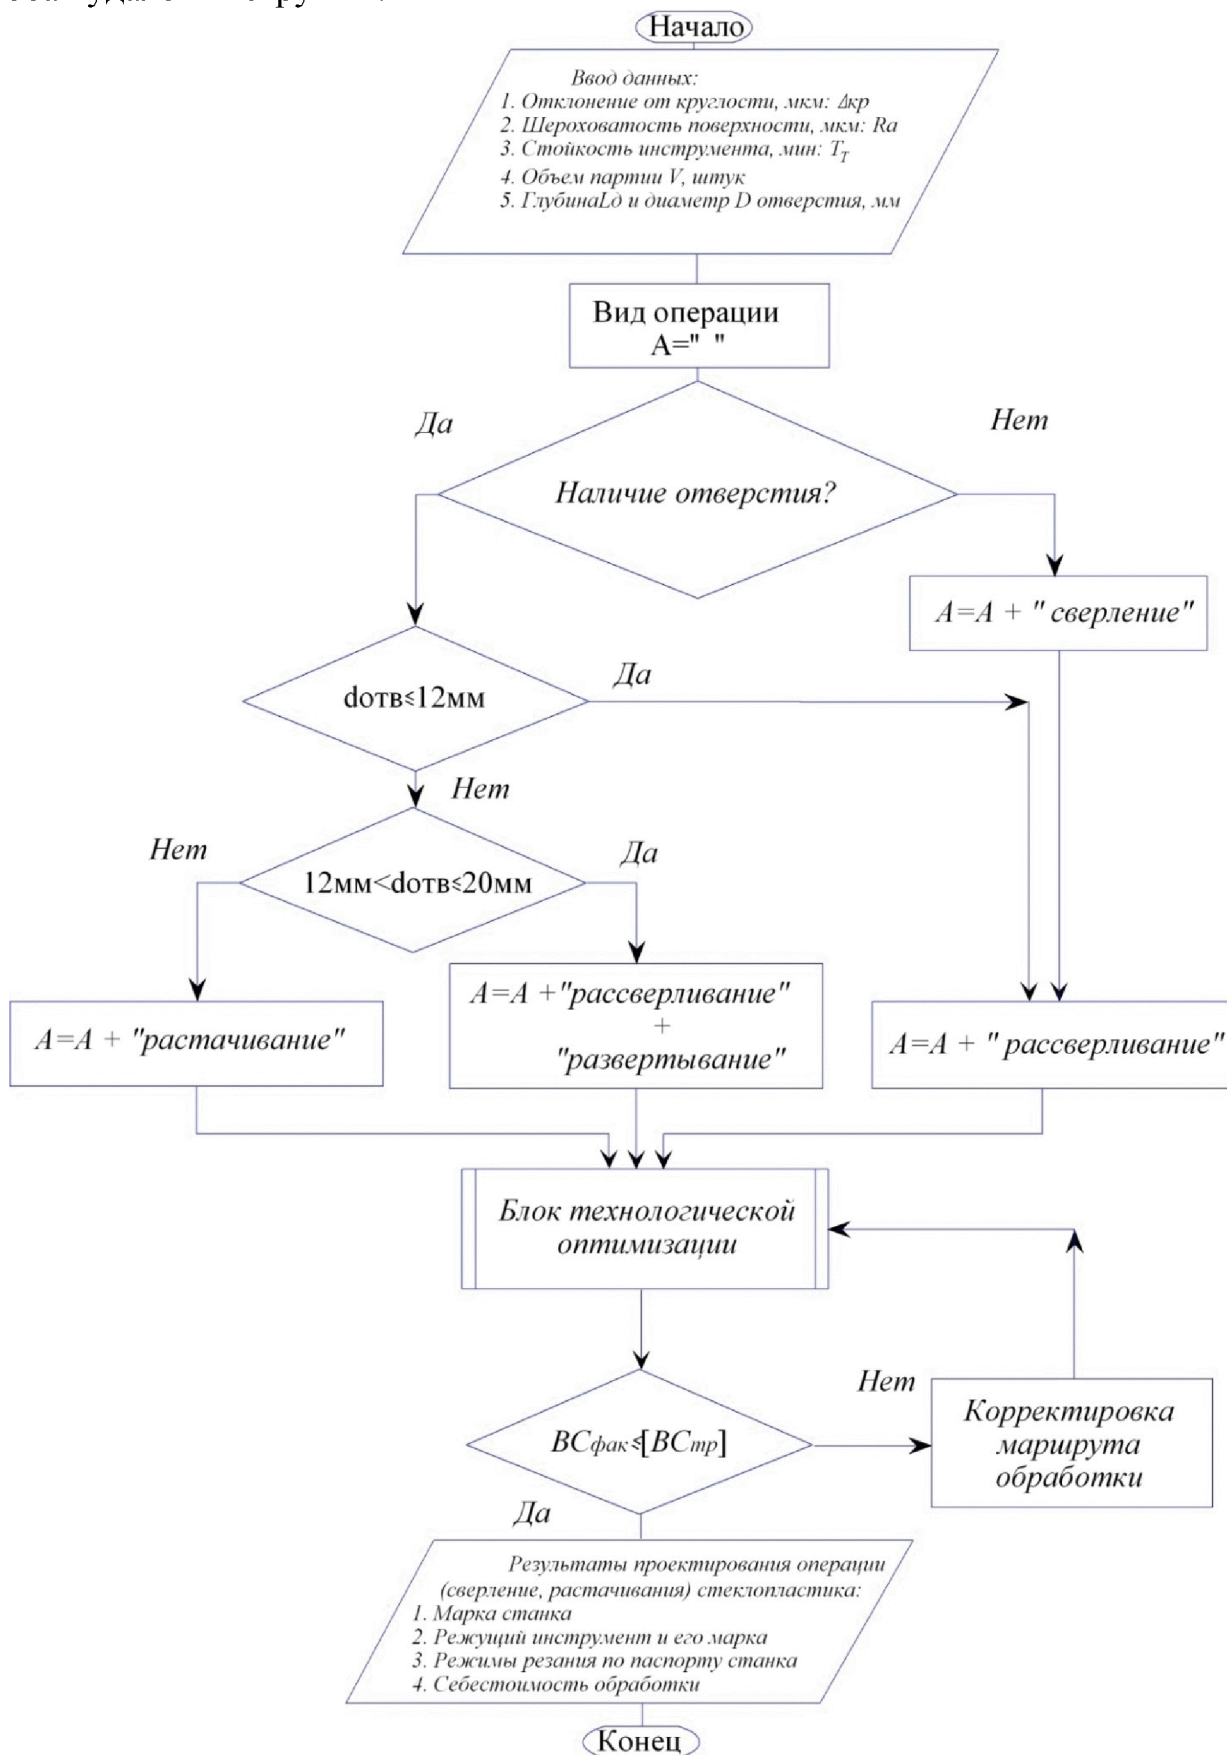 Начало
Ввод данных:
1. Отклонение от круглости, мкм: Δкр
2. Шероховатость поверхности, мкм: Ra
3. Стойкость инструмента, мин: Tт
4. Объем партии V, штук
5. ГлубинаLд и диаметр D отверстия, мм
Вид операции
А=" "
Да
Нет
Наличие отверстия?
A=A + " сверление"
Да
dотв≤12мм
Нет
Нет
Да
12мм<dотв≤20мм
A=A +"рассверливание"
+
"развертывание"
A=A + "растачивание"
A=A + " рассверливание"
Блок технологической
оптимизации
Нет
BCфак≤[BCтр]
Корректировка
маршрута
обработки
Да
Результаты проектирования операции
(сверление, растачивания) стеклопластика:
1. Марка станка
2. Режущий инструмент и его марка
3. Режимы резания по паспорту станка
4. Себестоимость обработки
Конец